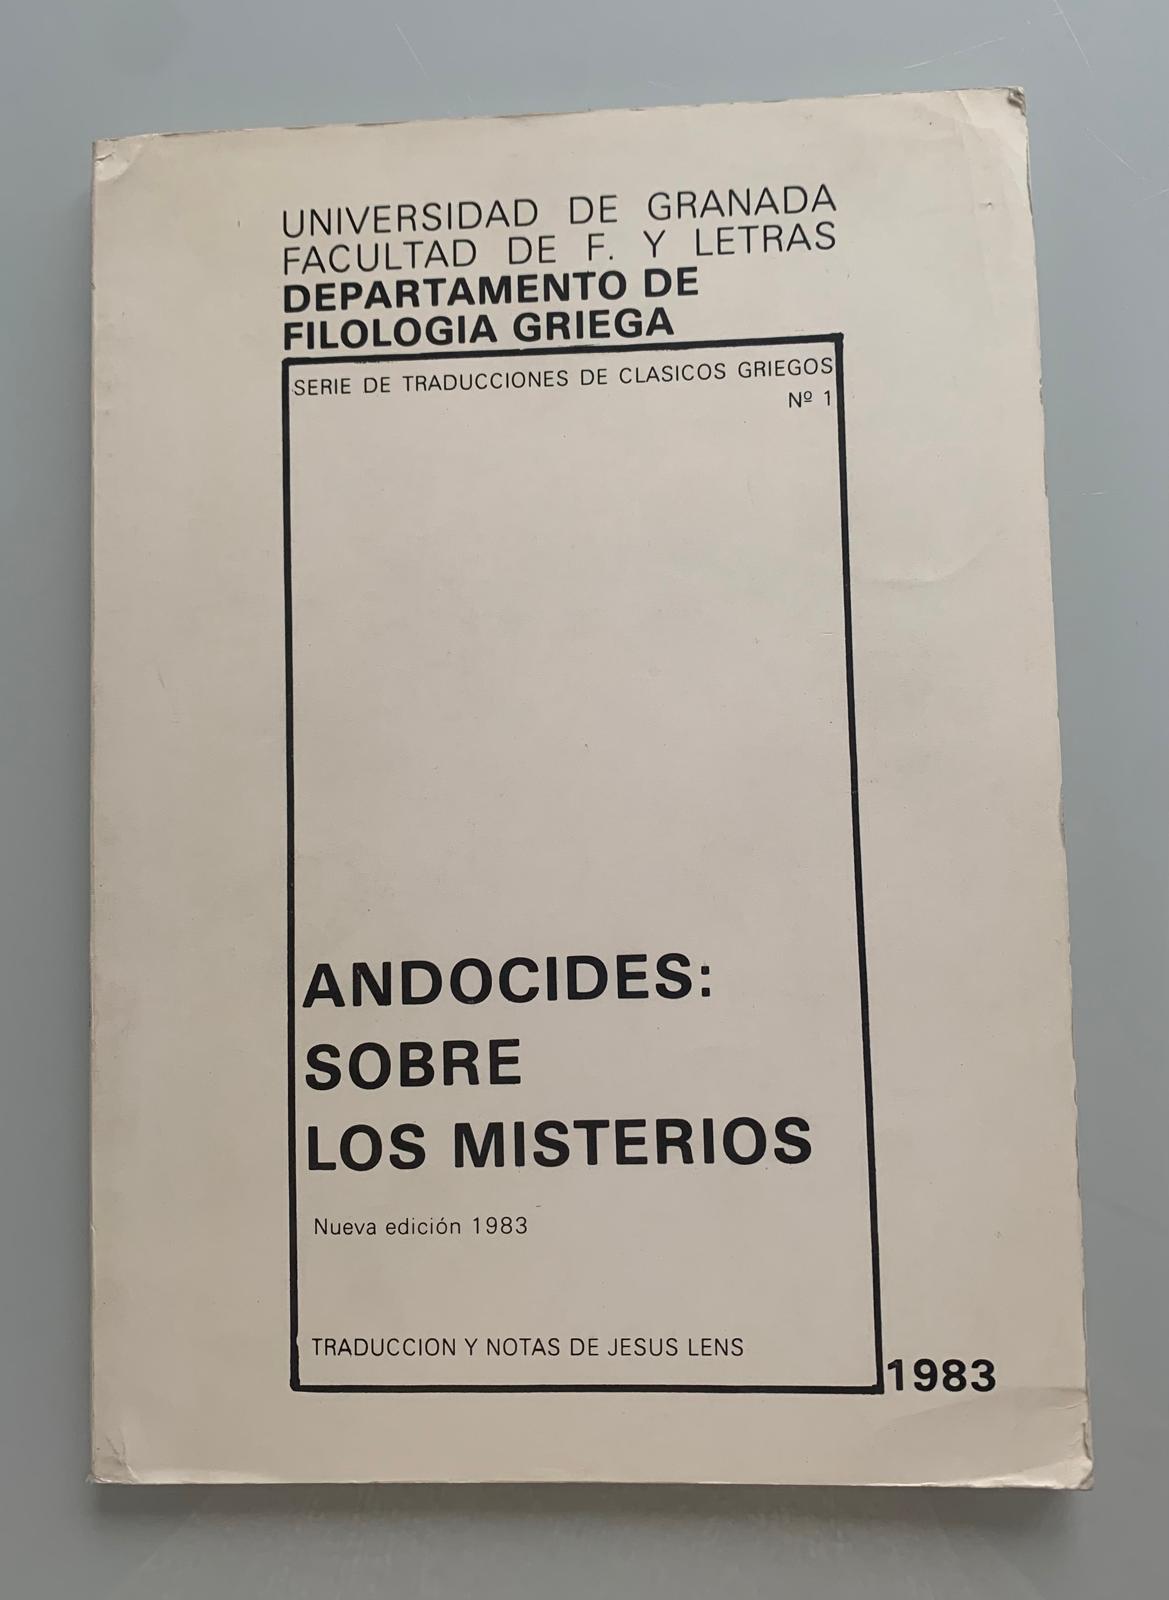 UNIVERSIDAD DE GRANADA
FACULTAD DE F. Y LETRAS
DEPARTAMENTO DE
FILOLOGIA GRIEGA
SERIE DE TRADUCCIONES DE CLASICOS GRIEGOS
Nº 1
ANDOCIDES:
SOBRE
LOS MISTERIOS
Nueva edición 1983
TRADUCCION Y NOTAS DE JESUS LENS
1983